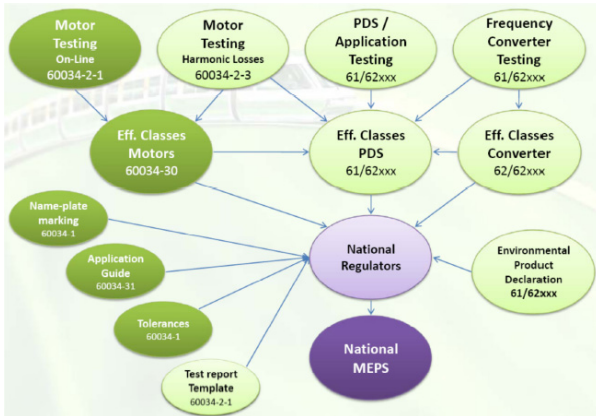 Motor
Testing
On-Line
60034-2-1
Motor
Testing
Harmonic Losses
60034-2-3
PDS /
Application
Testing
61/62xxx
Frequency
Converter
Testing
61/62xxx
Eff. Classes
Motors
60034-30
Eff. Classes
PDS
61/62xxx
Eff. Classes
Converter
62/62xxx
Name-plate
marking
60034-1
Application
Guide
60034-31
Tolerances
60034-1
Test report
Template
60034-2-1
National
Regulators
Environmental
Product
Declaration
61/62xxx
National
MEPS